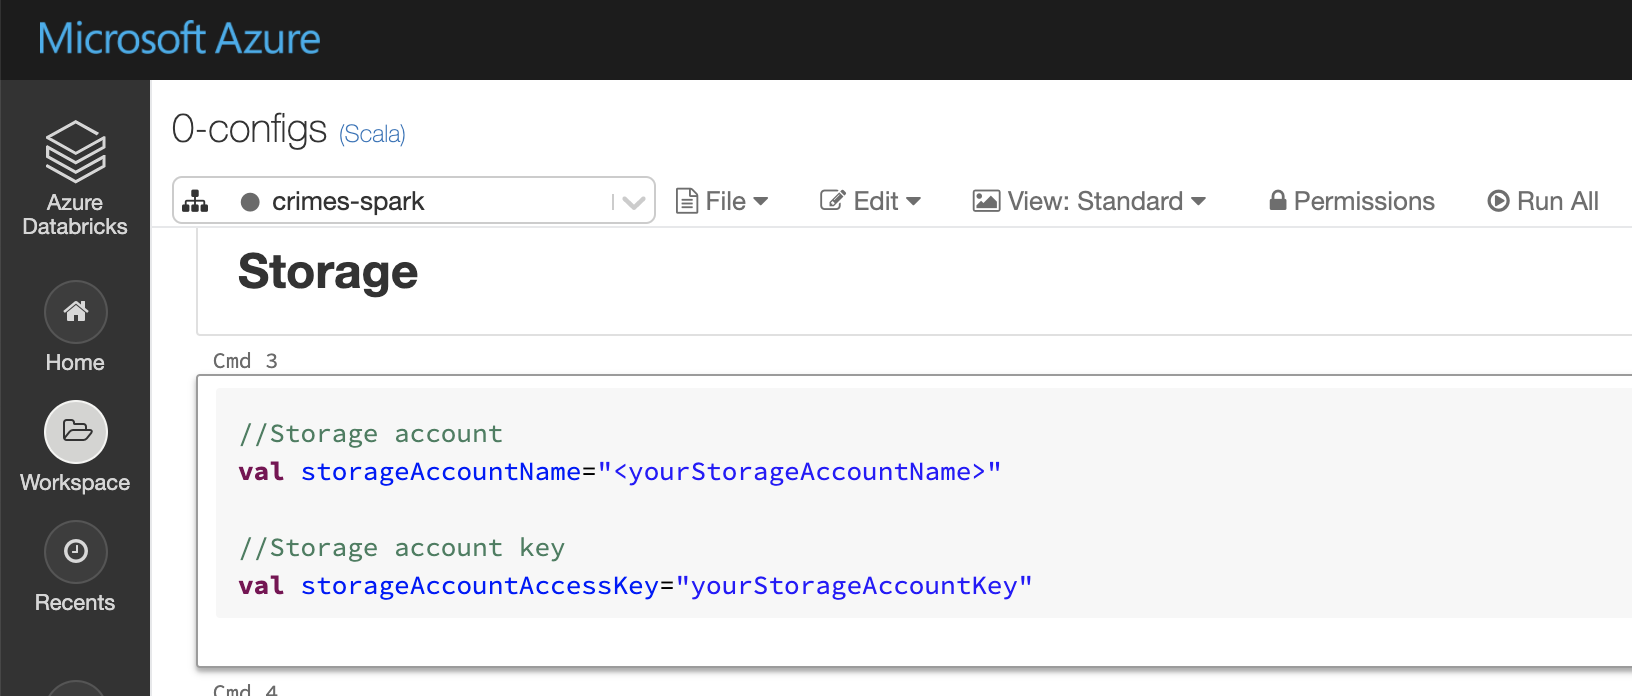 Microsoft Azure
0-configs (Scala)
crimes-spark File Edit View: Standard Permissions Run All
Azure
Databricks
Home
Workspace
Recents
Storage
Cmd 3
//Storage account
val storageAccountName="<yourStorageAccountName>"
//Storage account key
val storageAccountAccessKey="yourStorageAccountKey"
Cmd 4